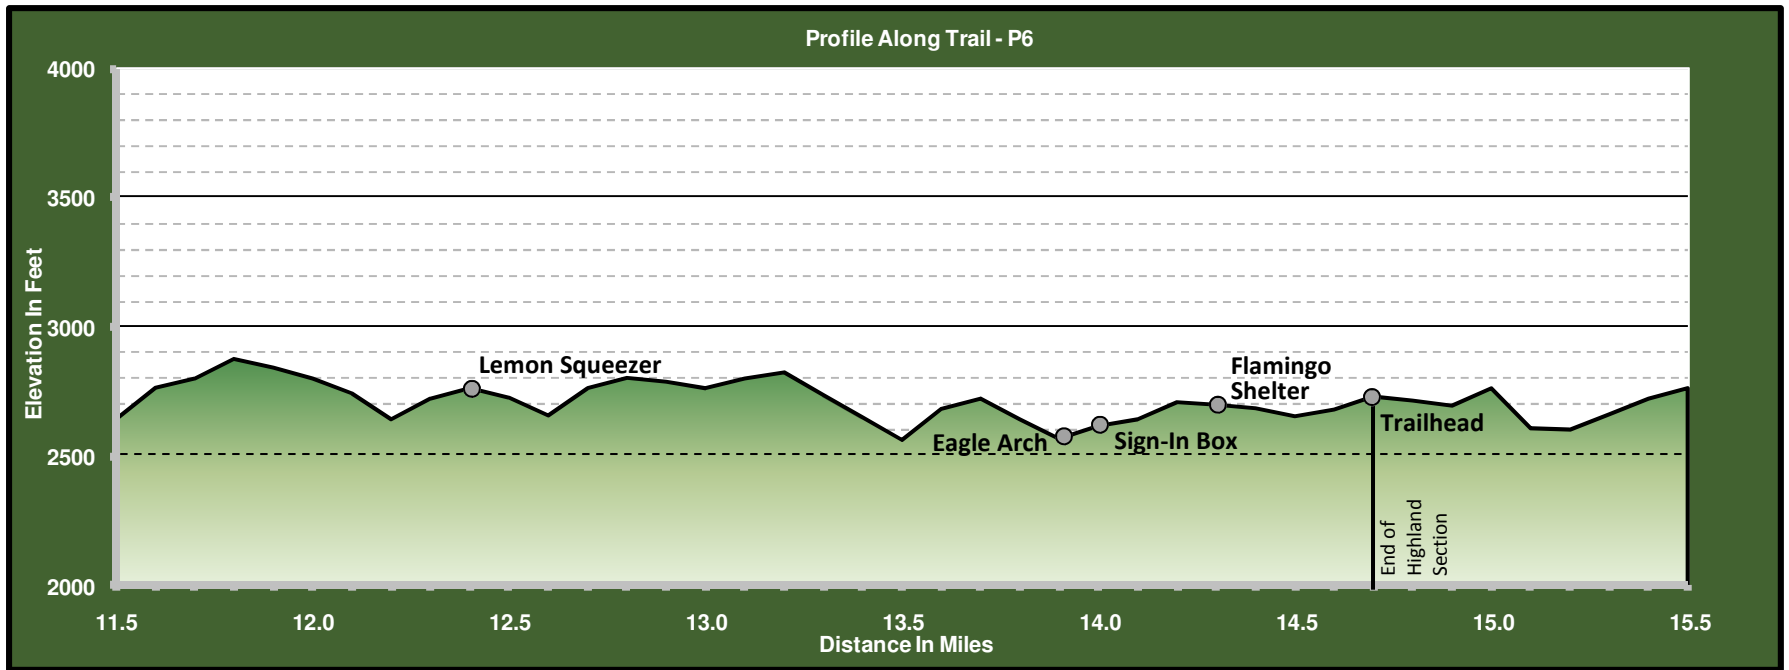 Profile Along Trail - P6
4000
3500
3000
2500
2000
Elevation In Feet
Lemon Squeezer
Eagle Arch
Sign-In Box
Flamingo
Shelter
Trailhead
End of
Highland
Section
11.5 12.0 12.5 13.0 13.5 14.0 14.5 15.0 15.5
Distance In Miles